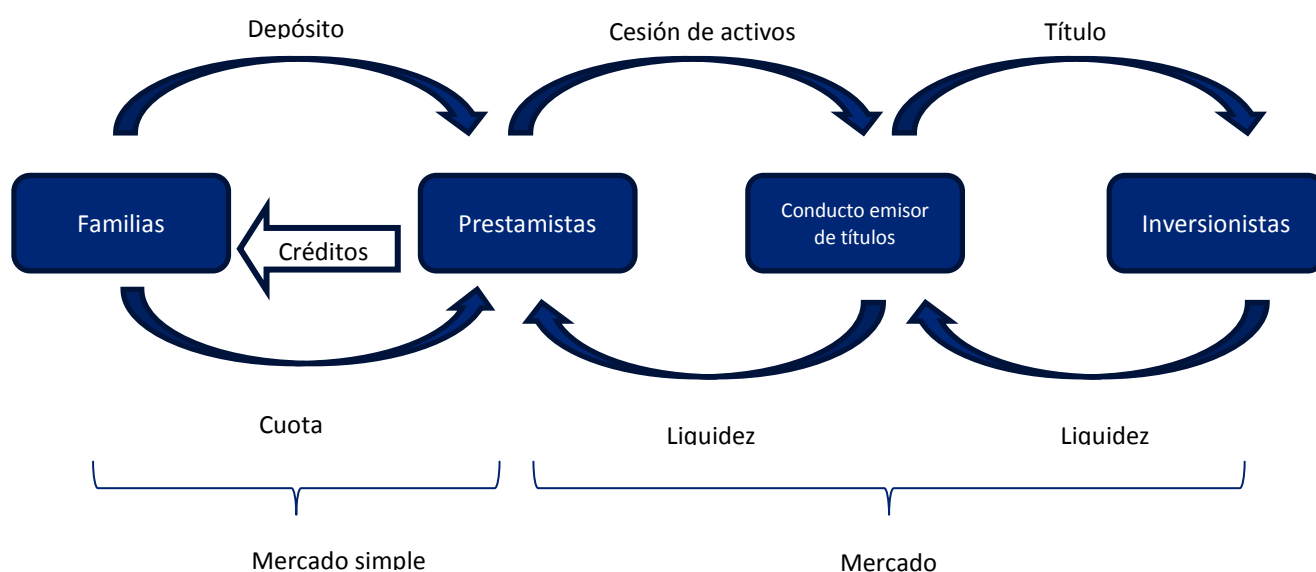 Depósito
Cesión de activos
Título
Familias
Créditos
Prestamistas
Conducto emisor
de títulos
Inversionistas
Cuota
Liquidez
Liquidez
Mercado simple
Mercado